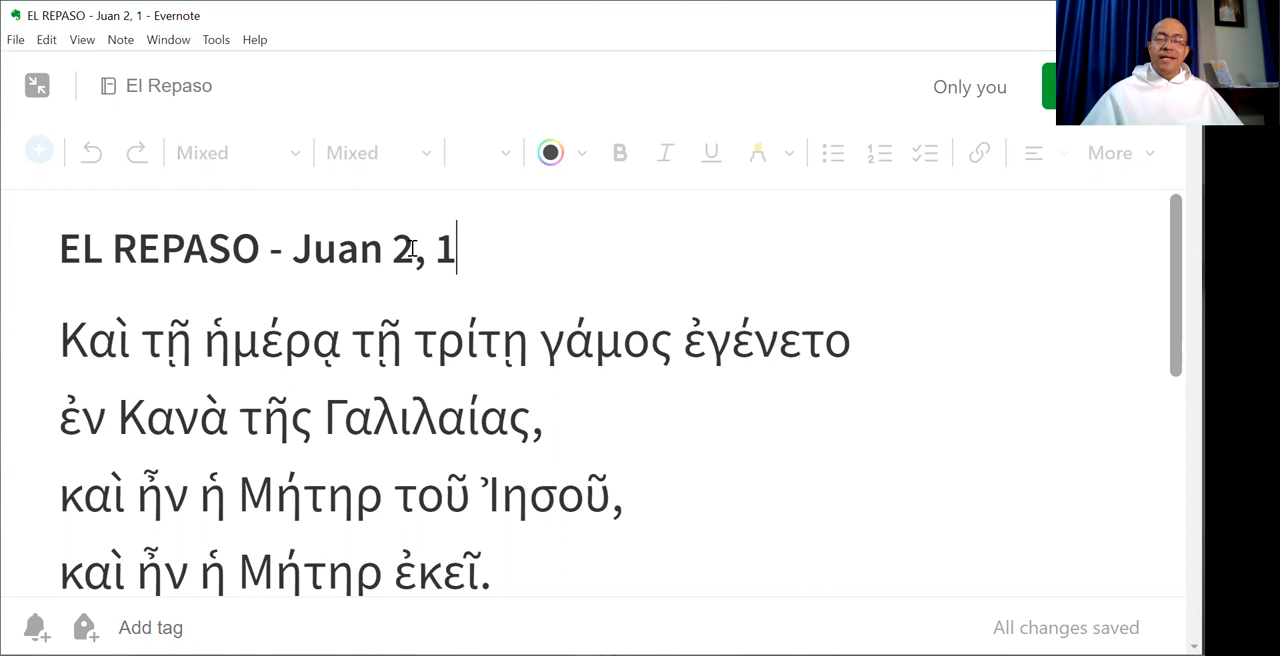 EL REPASO - Juan 2, 1 - Evernote
File Edit View Note Window Tools Help
El Repaso
Only you
Mixed
Mixed
More
EL REPASO - Juan 2, 1
Καὶ τῇ ἡμέρᾳ τῇ τρίτῃ γάμος ἐγένετο
ἐν Κανὰ τῆς Γαλιλαίας,
καὶ ἦν ἡ Μήτηρ τοῦ Ἰησοῦ,
καὶ ἦν ἡ Μήτηρ ἐκεῖ.
Add tag
All changes saved